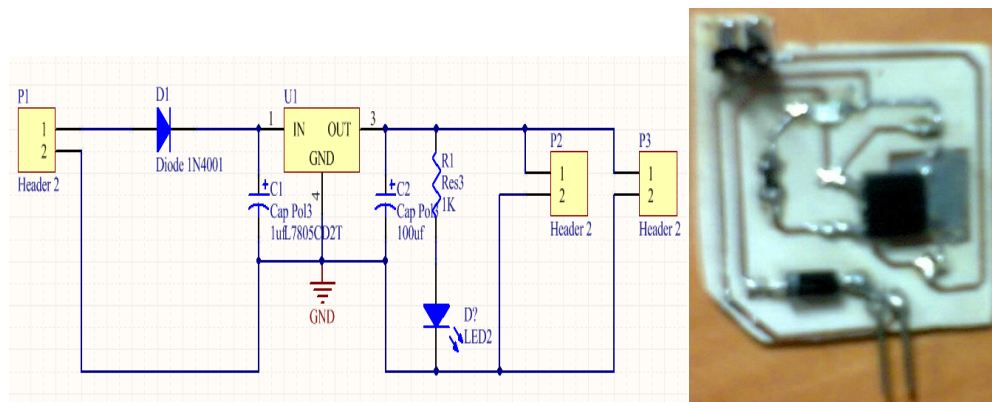 P1
1
2
Header 2
D1
Diode 1N4001
U1
1
IN
OUT
3
GND
4
C1
Cap Pol3
1uf
L7805CD2T
C2
Cap Pol3
100uf
R1
Res3
1K
GND
D?
LED2
P2
1
2
Header 2
P3
1
2
Header 2